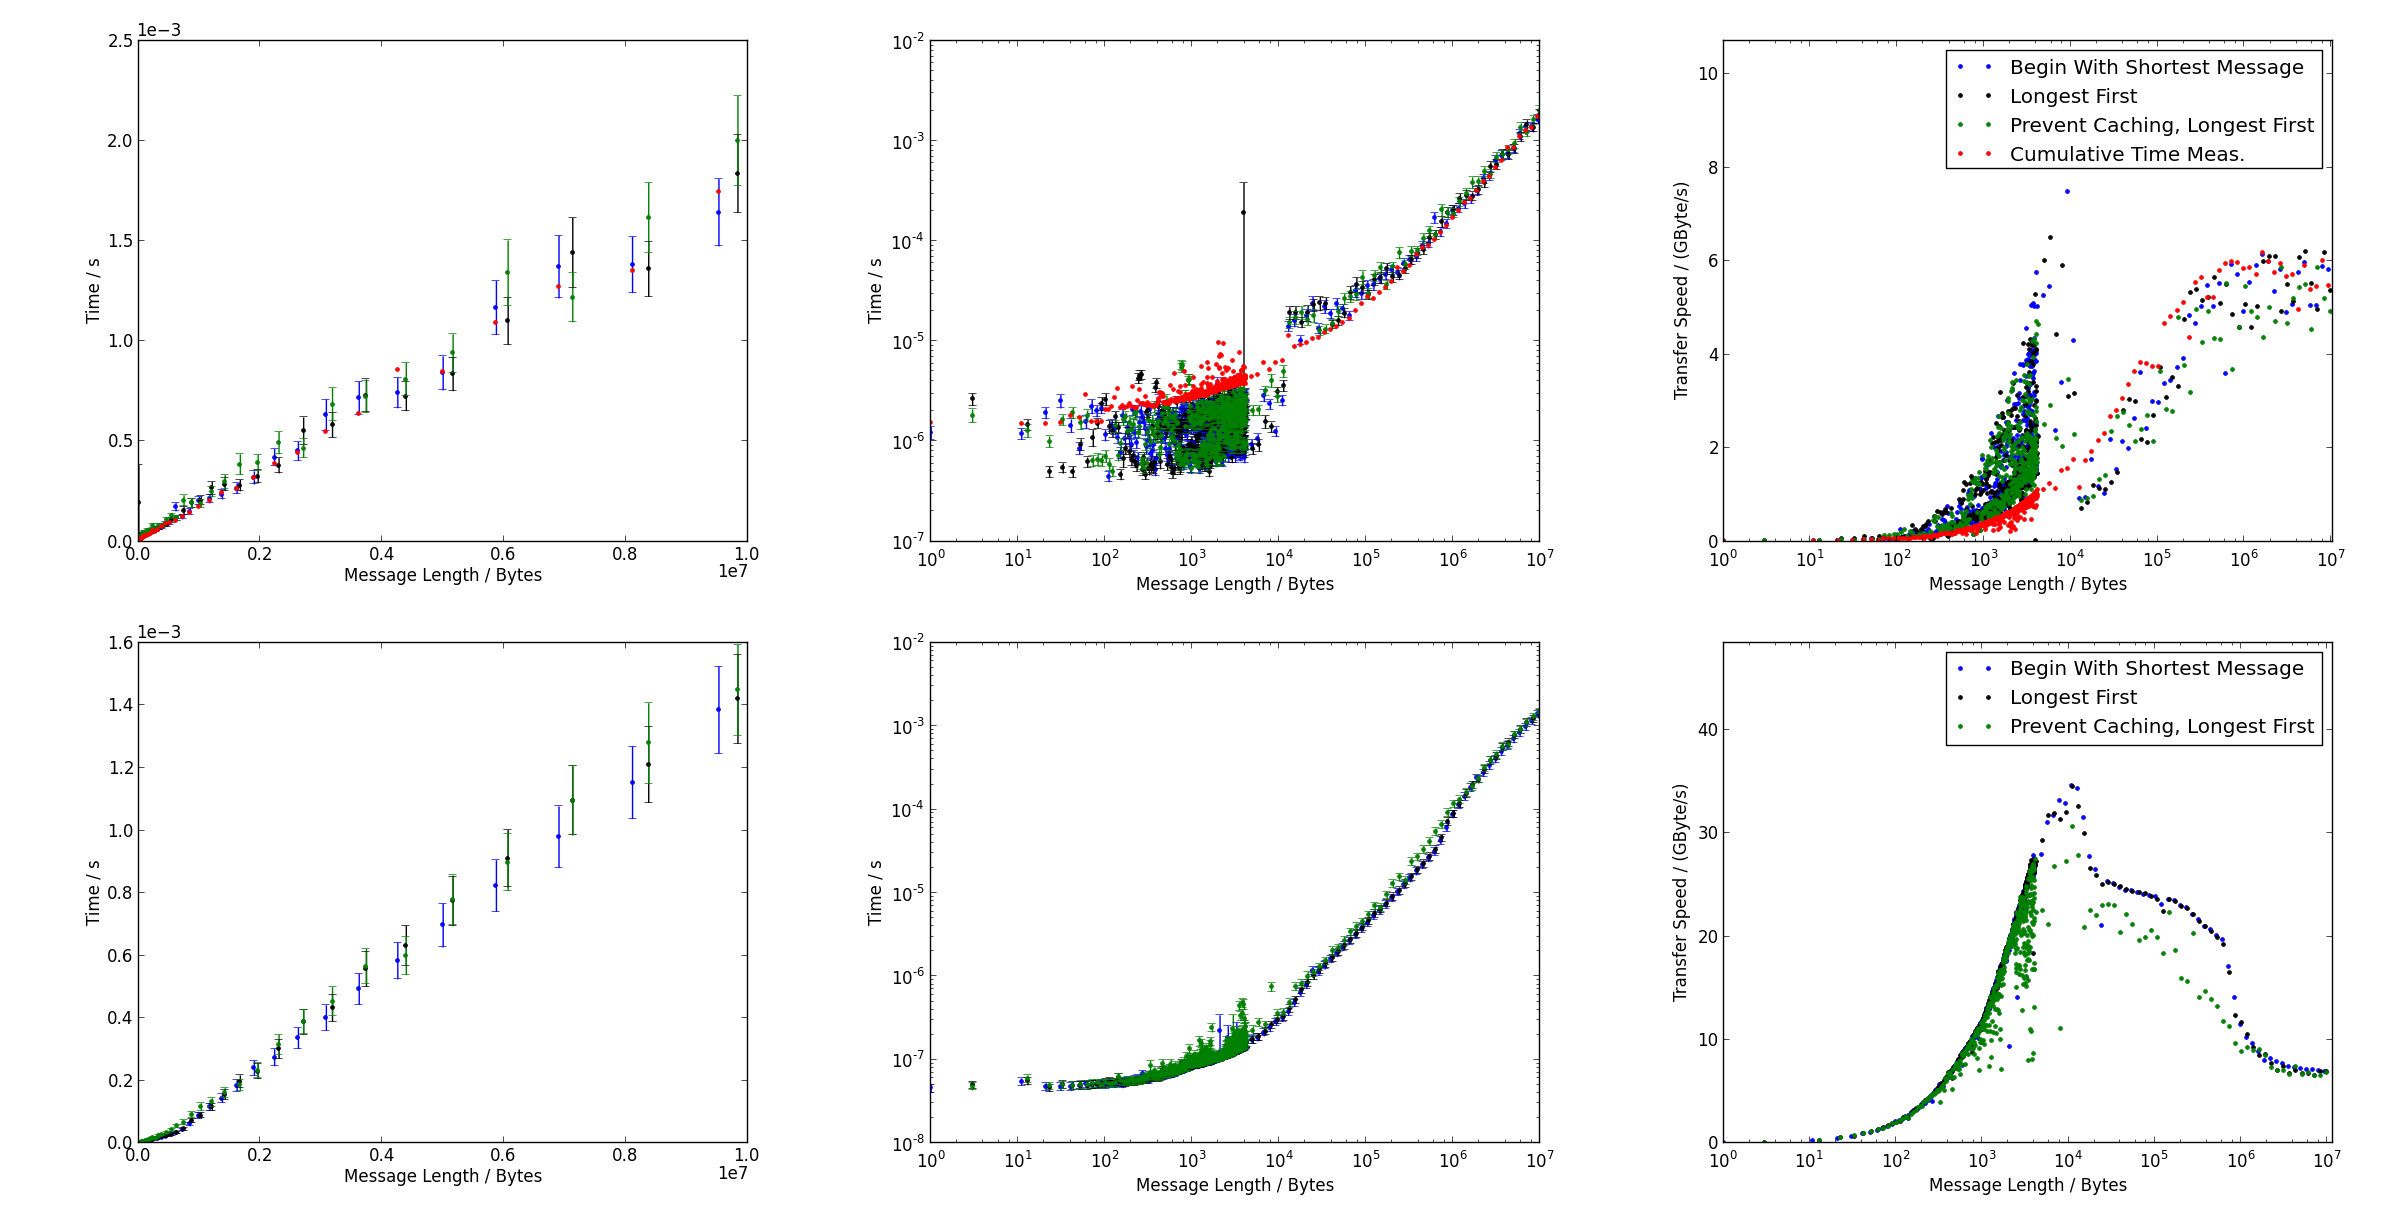 1e−3
2.5
2.0
1.5
1.0
0.5
0.0
Time / s
0.0 0.2 0.4 0.6 0.8 1.0
1e7
Message Length / Bytes
10^-2
10^-3
10^-4
10^-5
10^-6
10^-7
Time / s
10^0 10^1 10^2 10^3 10^4 10^5 10^6 10^7
Message Length / Bytes
10
8
6
4
2
0
Transfer Speed / (GByte/s)
Begin With Shortest Message
Longest First
Prevent Caching, Longest First
Cumulative Time Meas.
10^0 10^1 10^2 10^3 10^4 10^5 10^6 10^7
Message Length / Bytes
1e−3
1.6
1.4
1.2
1.0
0.8
0.6
0.4
0.2
0.0
Time / s
0.0 0.2 0.4 0.6 0.8 1.0
1e7
Message Length / Bytes
10^-2
10^-3
10^-4
10^-5
10^-6
10^-7
10^-8
Time / s
10^0 10^1 10^2 10^3 10^4 10^5 10^6 10^7
Message Length / Bytes
40
30
20
10
0
Transfer Speed / (GByte/s)
Begin With Shortest Message
Longest First
Prevent Caching, Longest First
10^0 10^1 10^2 10^3 10^4 10^5 10^6 10^7
Message Length / Bytes